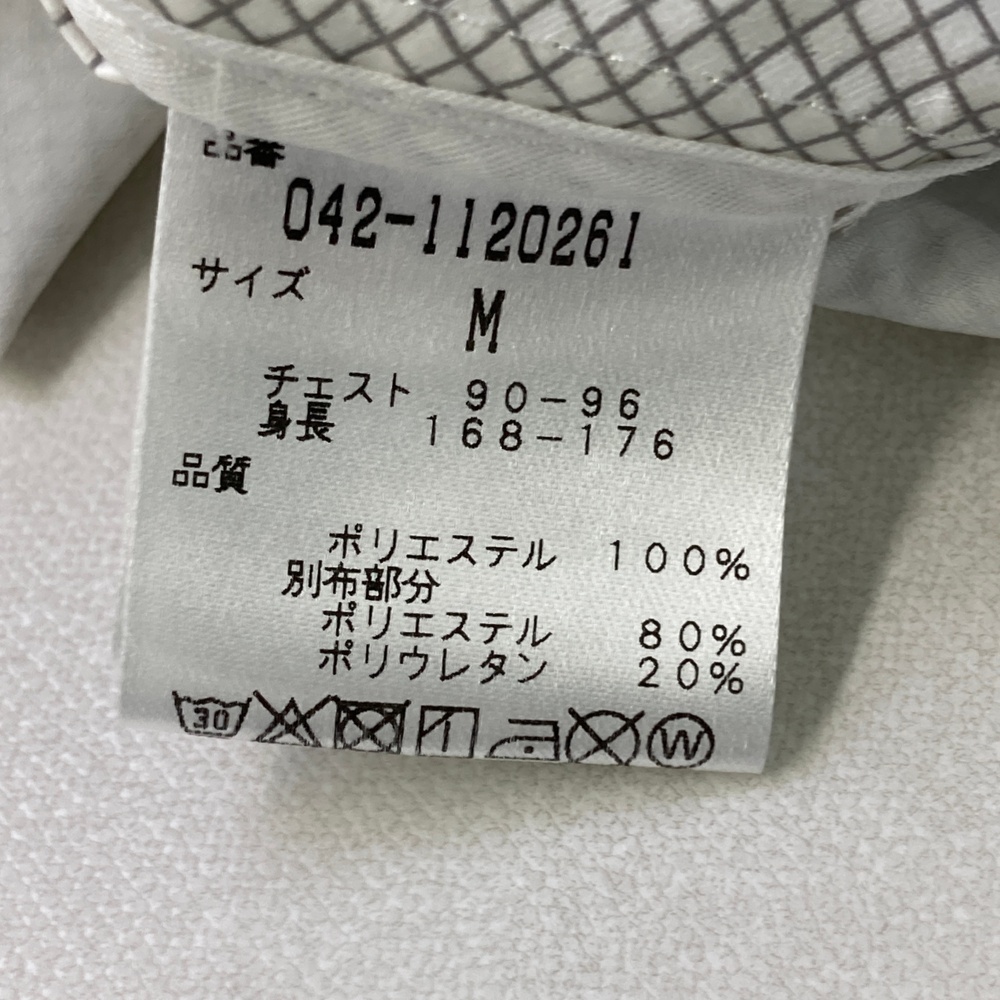 品番
042-1120261
サイズ
M
チェスト 90-96
身長 168-176
品質
ポリエステル 100%
別布部分
ポリエステル 80%
ポリウレタン 20%
30 W